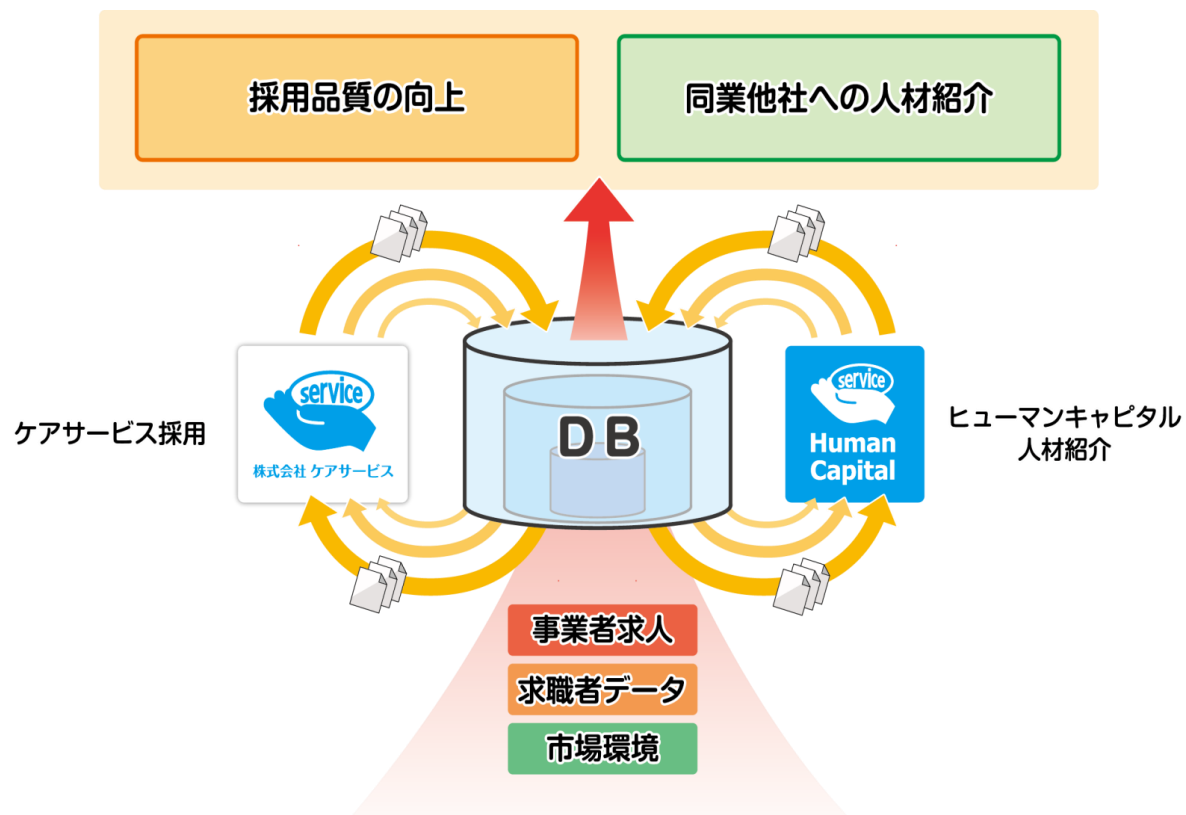 採用品質の向上
同業他社への人材紹介
ケアサービス採用
service
株式会社 ケアサービス
DB
service
Human
Capital
ヒューマンキャピタル
人材紹介
事業者求人
求職者データ
市場環境